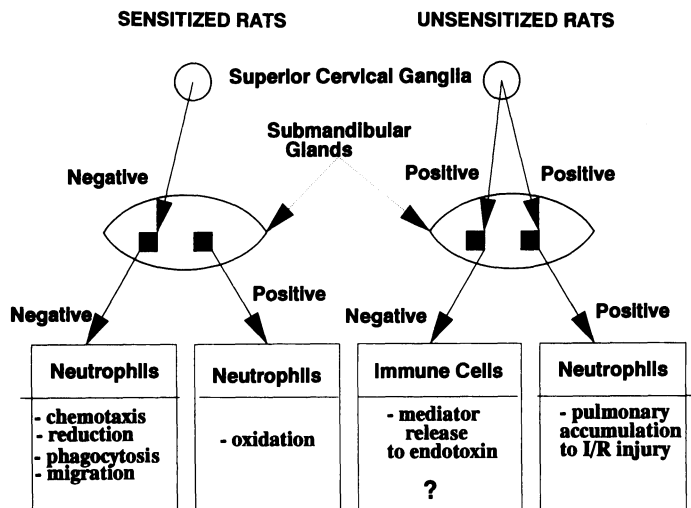 SENSITIZED RATS
UNSENSITIZED RATS
Superior Cervical Ganglia
Submandibular
Glands
Negative
Positive
Positive
Negative
Positive
Negative
Positive
Neutrophils
- chemotaxis
- reduction
- phagocytosis
- migration
Neutrophils
- oxidation
Immune Cells
- mediator
release
to endotoxin
?
Neutrophils
- pulmonary
accumulation
to I/R injury